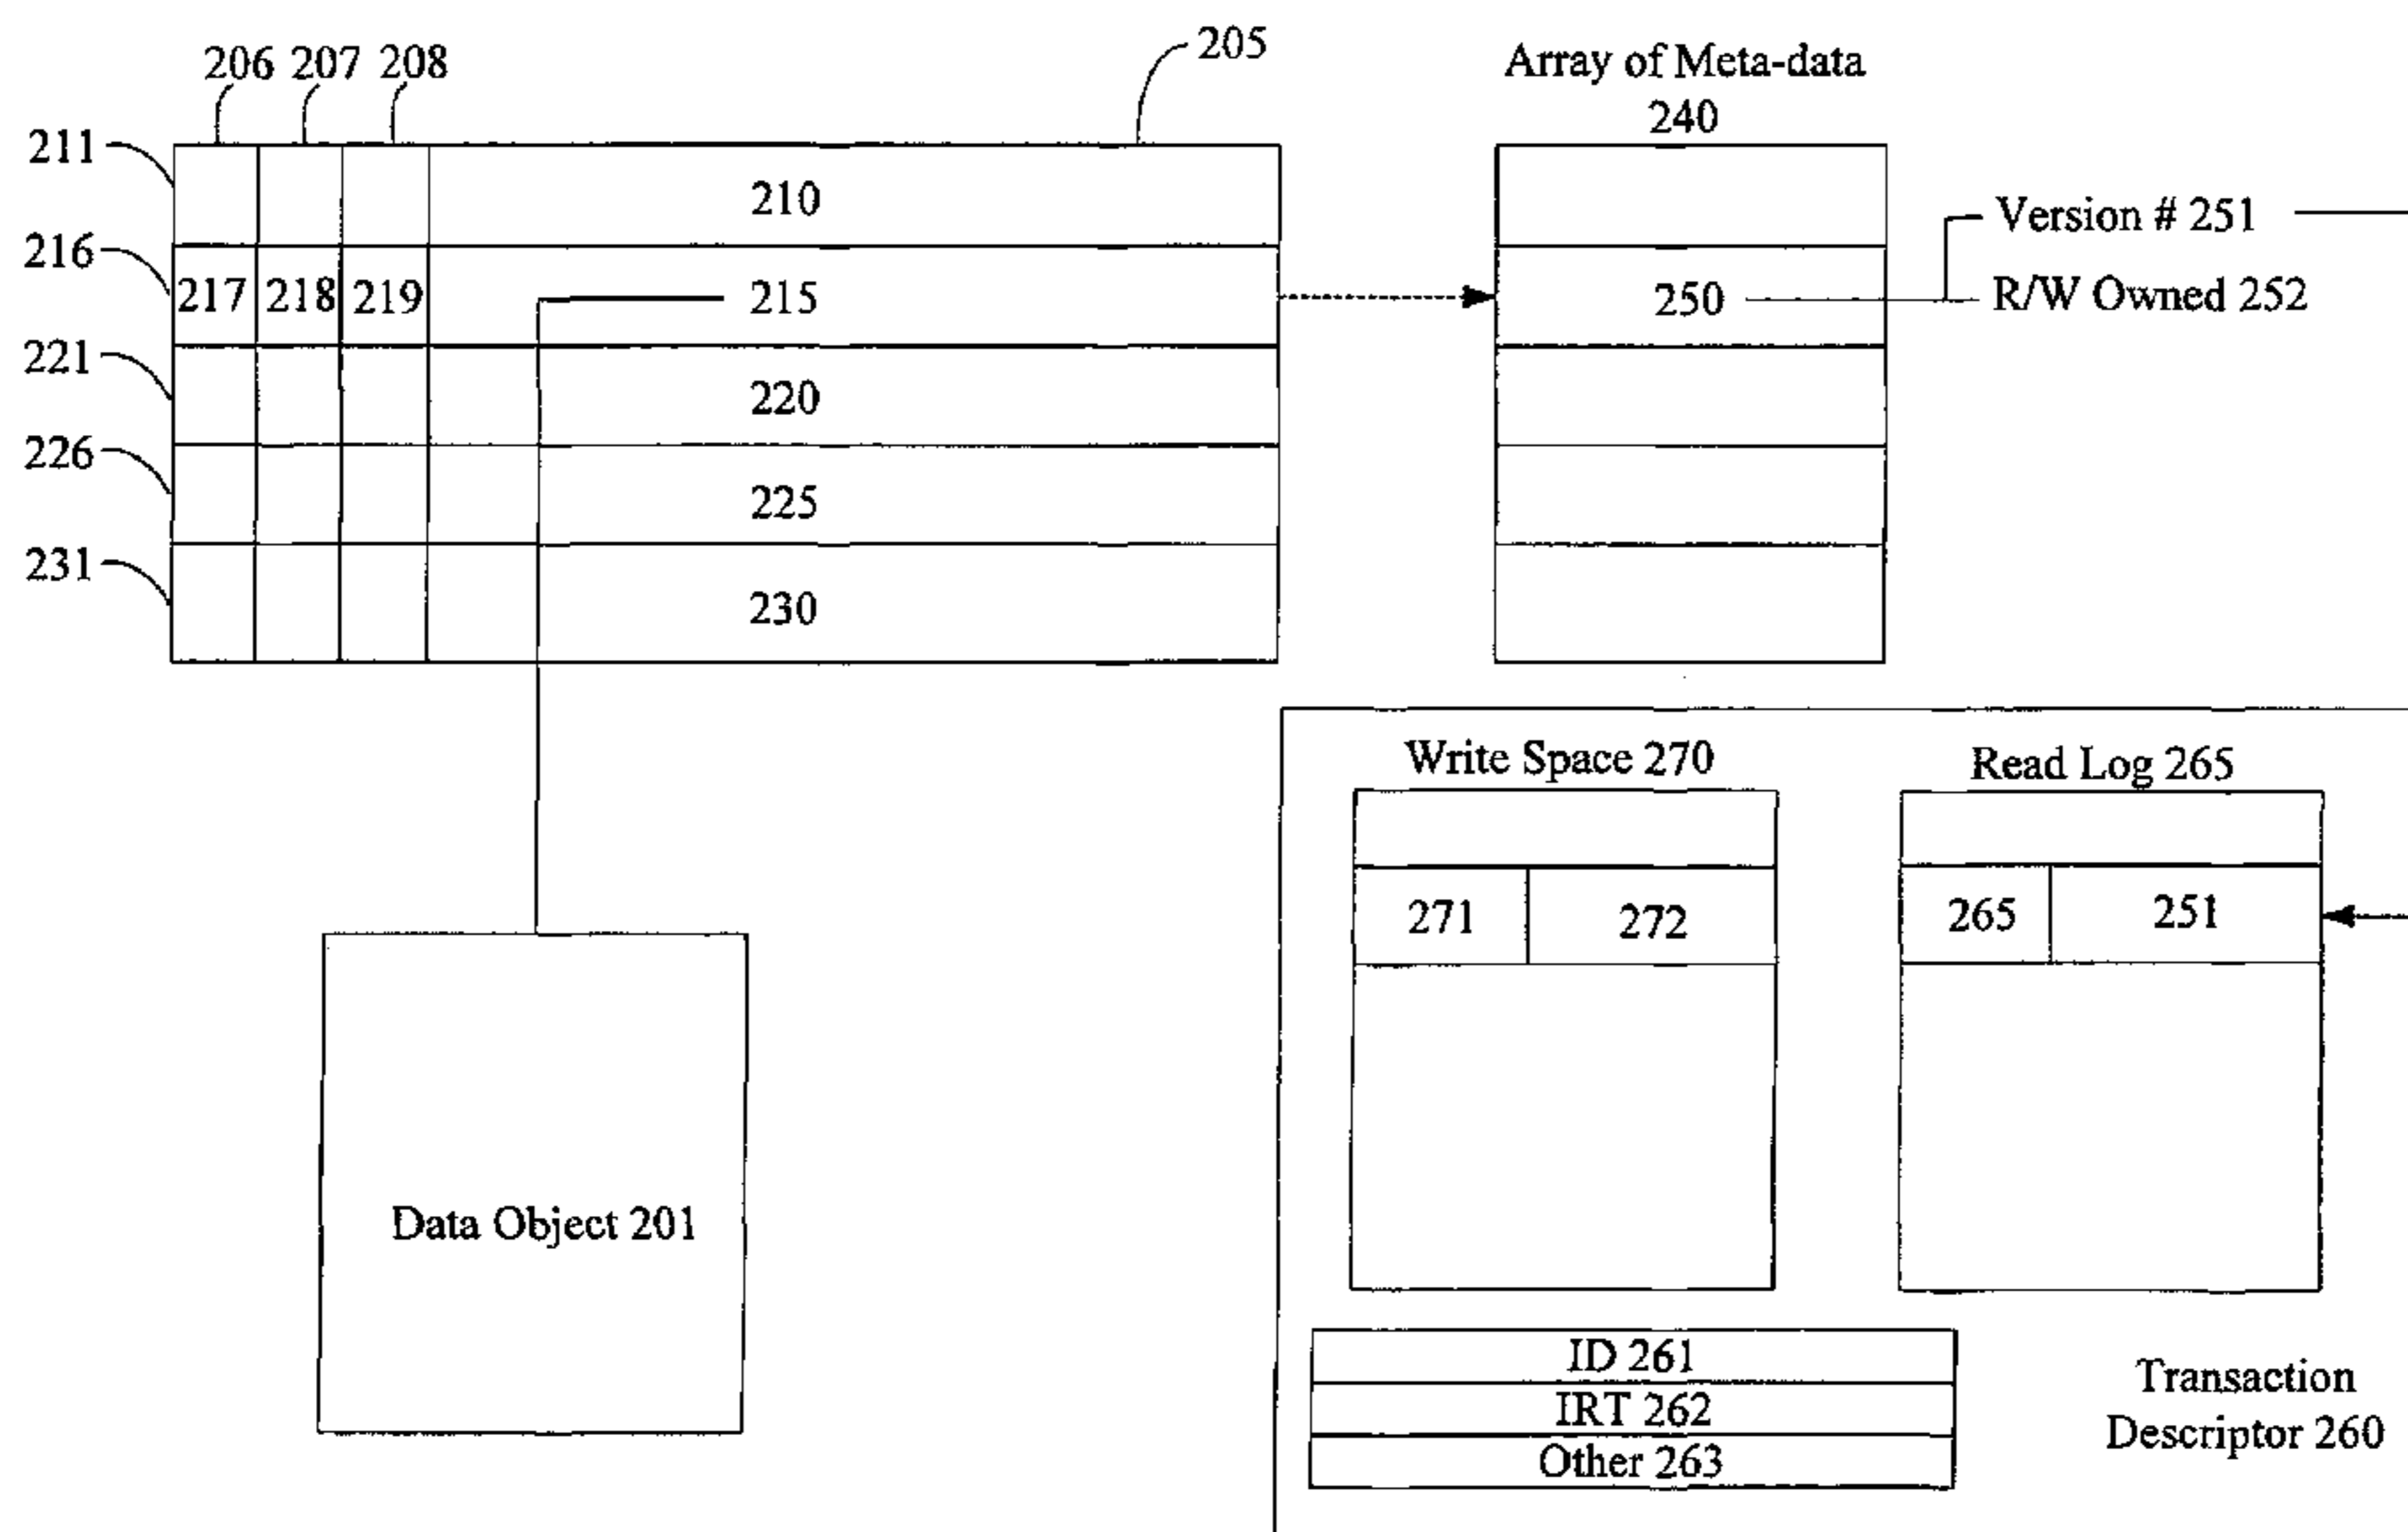 206 207 208
205
Array of Meta-data
240
211
210
216
217 218 219
215
250
Version # 251
R/W Owned 252
221
220
226
225
231
230
Write Space 270
Read Log 265
271
272
265
251
Data Object 201
ID 261
IRT 262
Other 263
Transaction
Descriptor 260